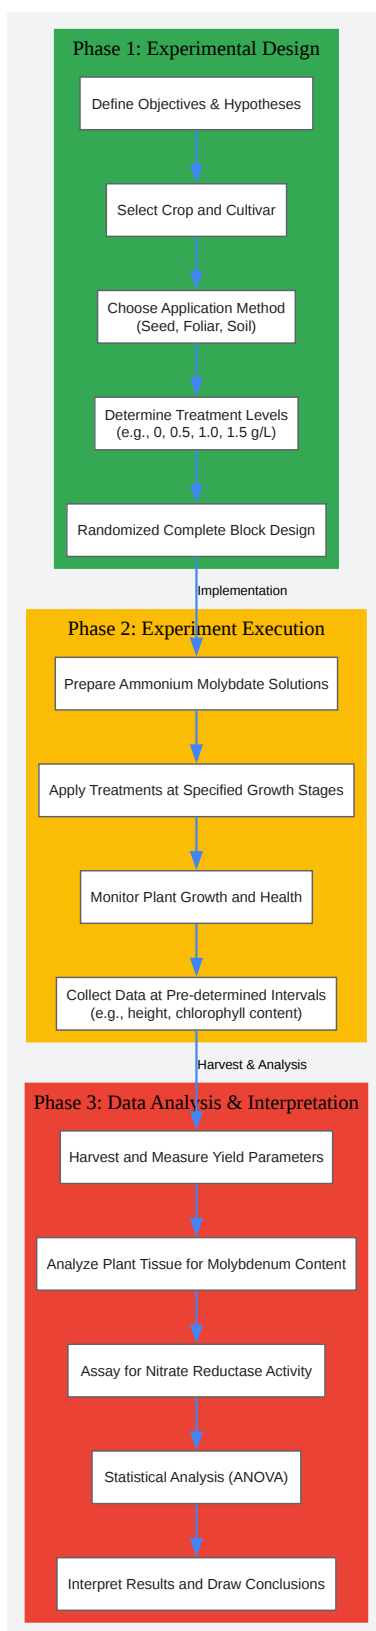 Phase 1: Experimental Design
Define Objectives & Hypotheses
Select Crop and Cultivar
Choose Application Method
(Seed, Foliar, Soil)
Determine Treatment Levels
(e.g., 0, 0.5, 1.0, 1.5 g/L)
Randomized Complete Block Design
Implementation
Phase 2: Experiment Execution
Prepare Ammonium Molybdate Solutions
Apply Treatments at Specified Growth Stages
Monitor Plant Growth and Health
Collect Data at Pre-determined Intervals
(e.g., height, chlorophyll content)
Harvest & Analysis
Phase 3: Data Analysis & Interpretation
Harvest and Measure Yield Parameters
Analyze Plant Tissue for Molybdenum Content
Assay for Nitrate Reductase Activity
Statistical Analysis (ANOVA)
Interpret Results and Draw Conclusions